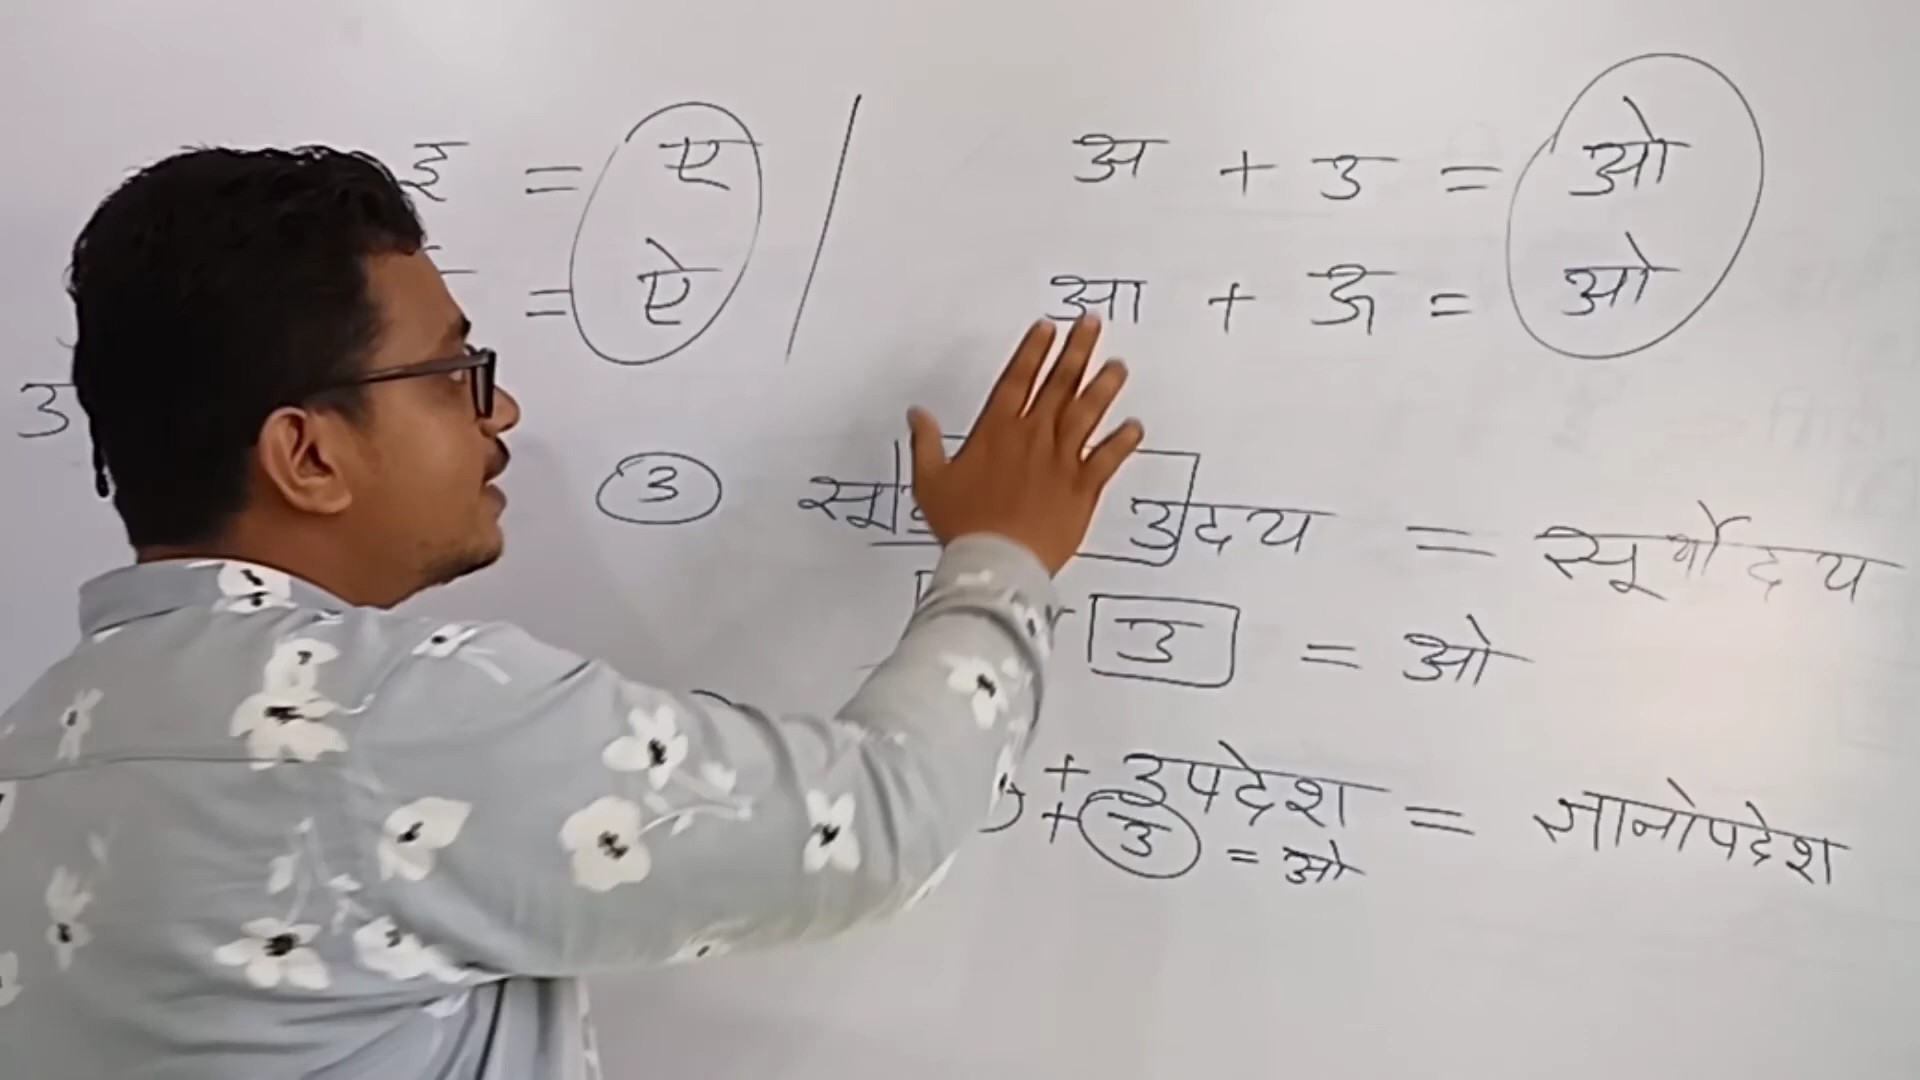 इ = ए / अ + उ = ओ
= ऐ आ + ऊ = ओ
उ
3 उदय = सूर्योदय
उ = ओ
+ उपदेश = ज्ञानोपदेश
+ उ = ओ